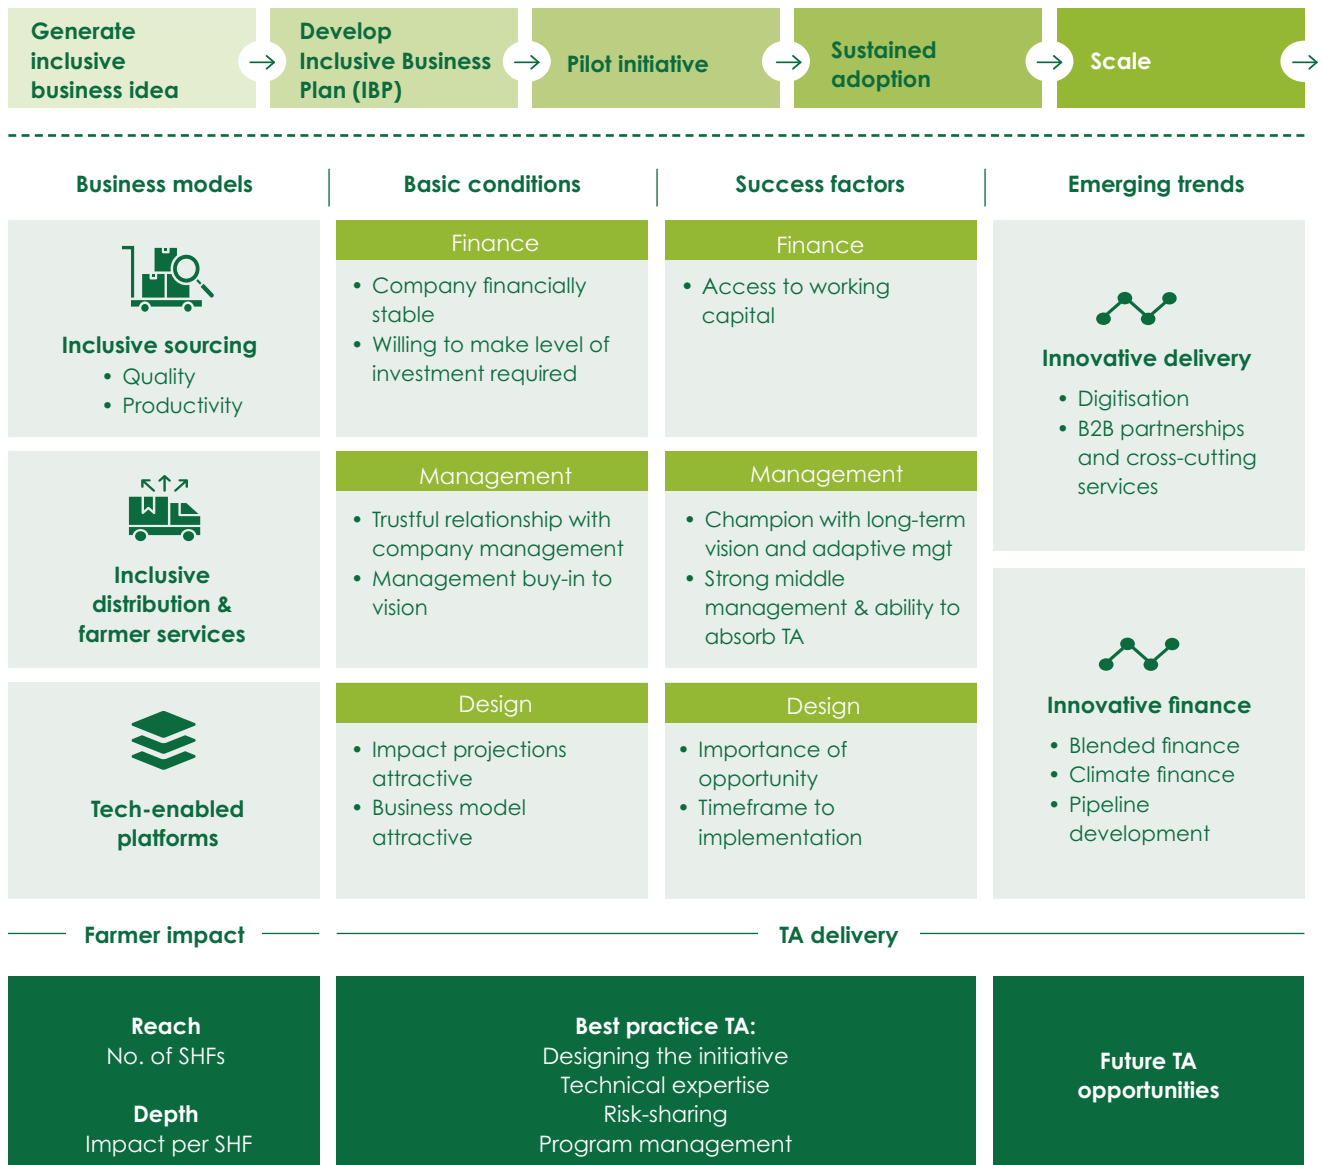 Generate
inclusive
business idea
Develop
Inclusive Business
Plan (IBP)
Pilot initiative
Sustained
adoption
Scale
Business models
Basic conditions
Success factors
Emerging trends
Inclusive sourcing
• Quality
• Productivity
Inclusive
distribution &
farmer services
Tech-enabled
platforms
Finance
• Company financially
stable
• Willing to make level of
investment required
Management
• Trustful relationship with
company management
• Management buy-in to
vision
Design
• Impact projections
attractive
• Business model
attractive
Finance
• Access to working
capital
Management
• Champion with long-term
vision and adaptive mgt
• Strong middle
management & ability to
absorb TA
Design
• Importance of
opportunity
• Timeframe to
implementation
Innovative delivery
• Digitisation
• B2B partnerships
and cross-cutting
services
Innovative finance
• Blended finance
• Climate finance
• Pipeline
development
Farmer impact
TA delivery
Reach
No. of SHFs
Depth
Impact per SHF
Best practice TA:
Designing the initiative
Technical expertise
Risk-sharing
Program management
Future TA
opportunities